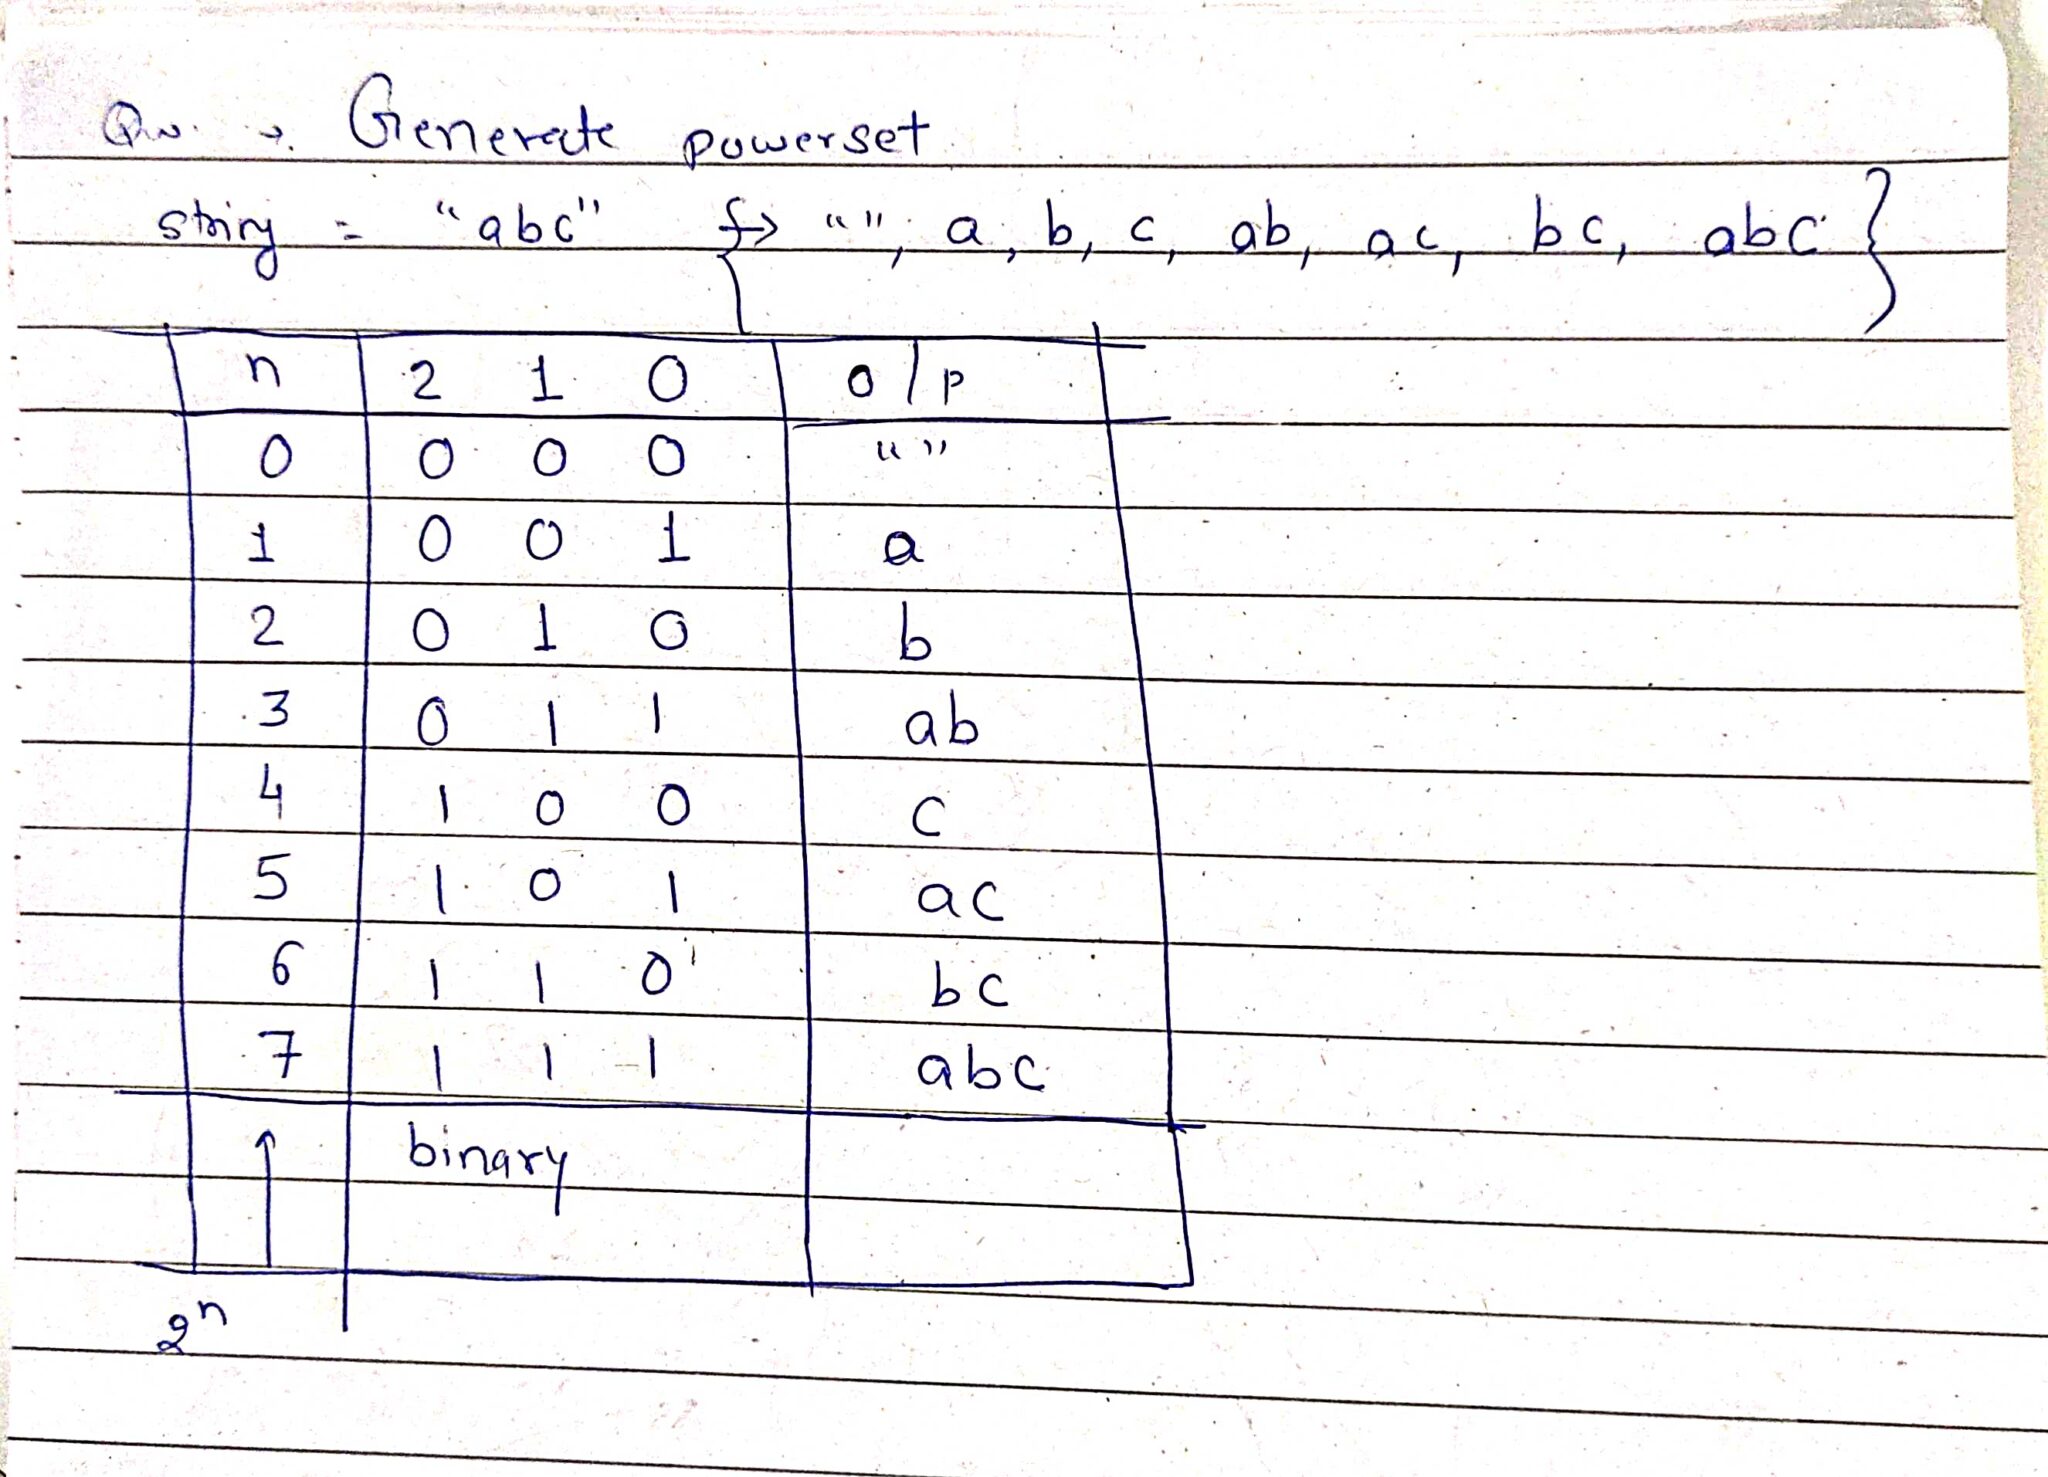 Generate powerset
string = "abc" { → "", a, b, c, ab, ac, bc, abc }
n 2 1 0 o/p
0 0 0 0 " "
1 0 0 1 a
2 0 1 0 b
3 0 1 1 ab
4 1 0 0 c
5 1 0 1 ac
6 1 1 0 bc
7 1 1 1 abc
↑ binary
2ⁿ